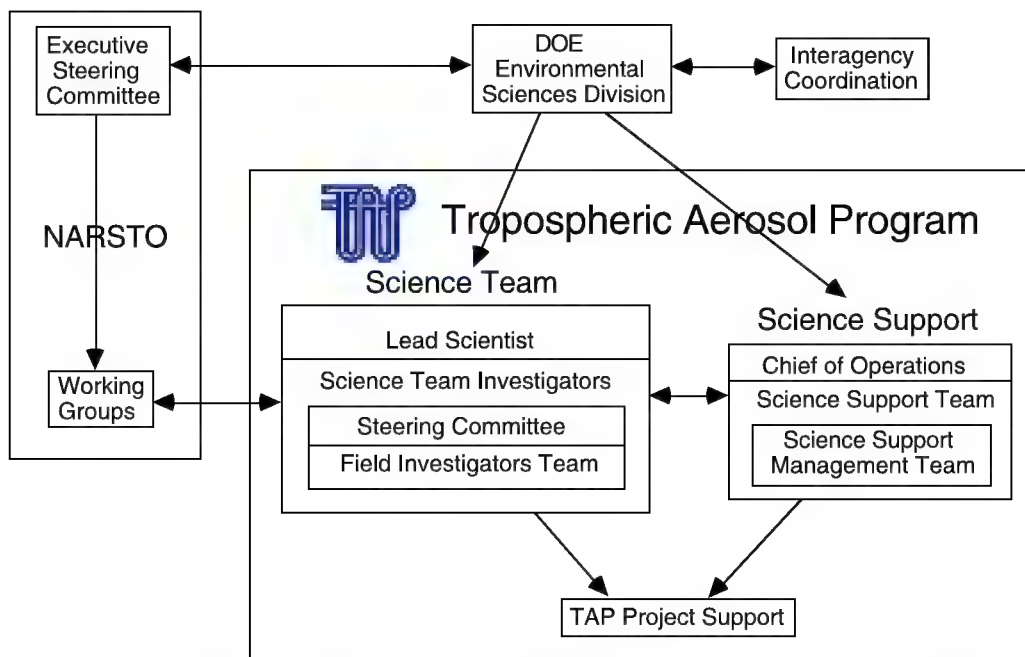 Executive
Steering
Committee
DOE
Environmental
Sciences Division
Interagency
Coordination
NARSTO
TAP
Tropospheric Aerosol Program
Science Team
Science Support
Lead Scientist
Science Team Investigators
Steering Committee
Field Investigators Team
Chief of Operations
Science Support Team
Science Support
Management Team
Working
Groups
TAP Project Support